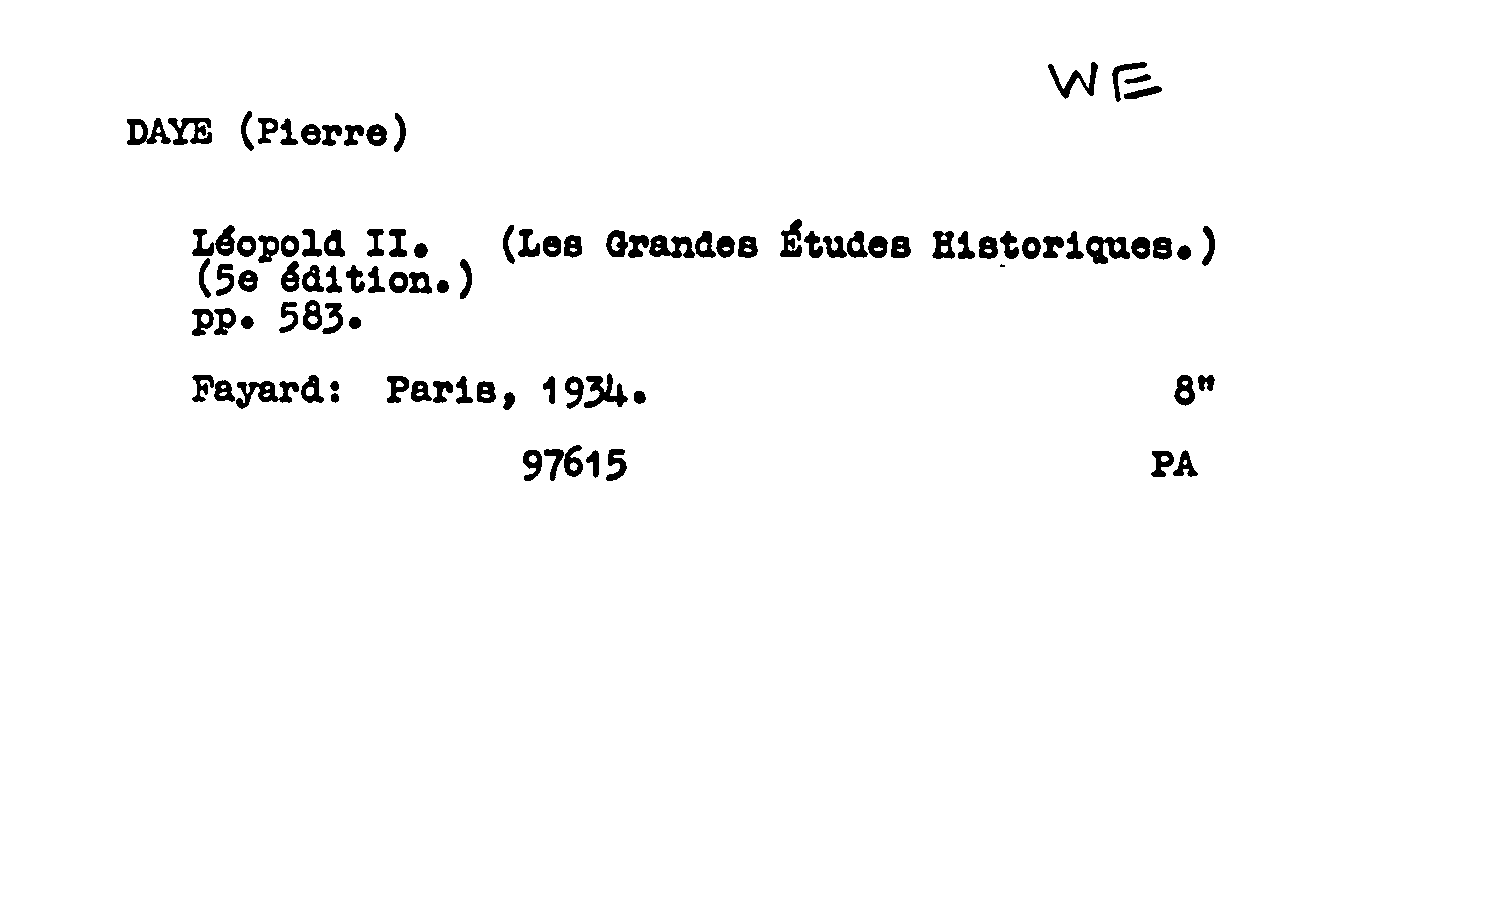 WE
DAYE (Pierre)
Léopold II. (Les Grandes Études Historiques.)
(5e édition.)
pp. 583.
Fayard: Paris, 1934. 8"
97615 PA